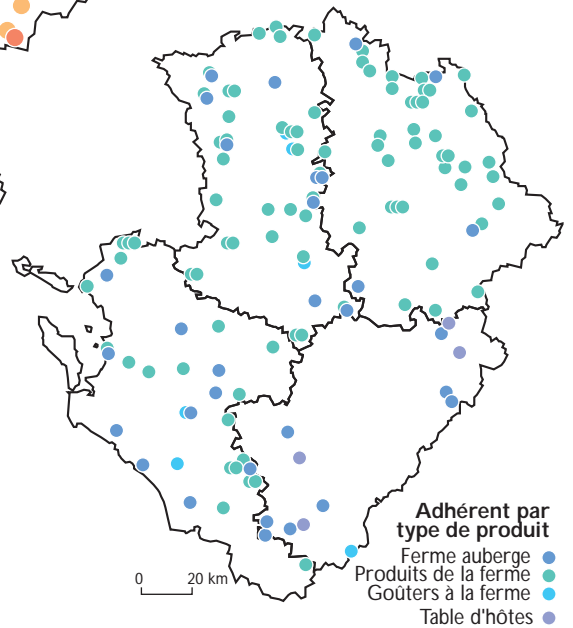 Adhérent par
type de produit
Ferme auberge
Produits de la ferme
Goûters à la ferme
Table d'hôtes
0 20 km